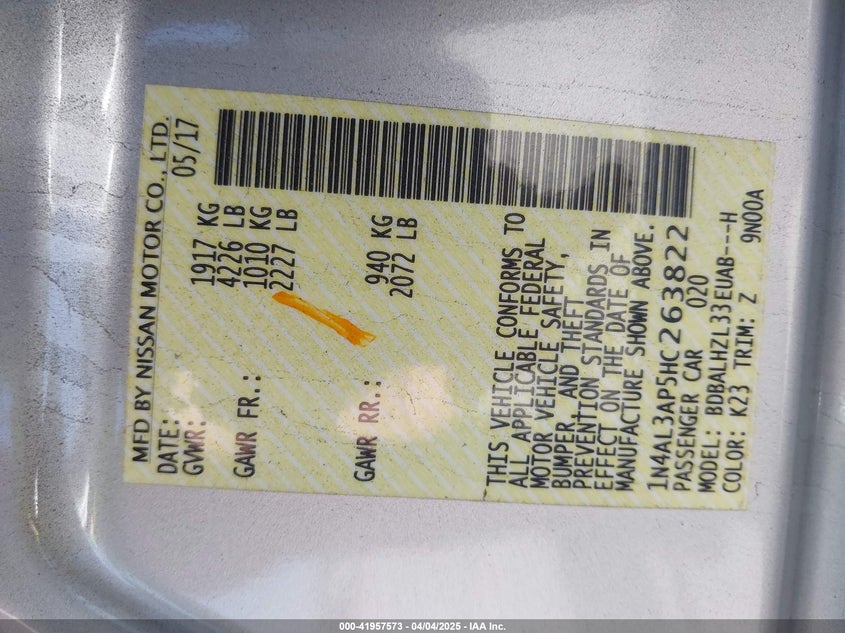 MFD BY NISSAN MOTOR CO., LTD.
DATE: 05/17
GVWR: 1917 KG
4226 LB
GAWR FR.: 1010 KG
2227 LB
GAWR RR.: 940 KG
2072 LB
THIS VEHICLE CONFORMS TO
ALL APPLICABLE FEDERAL
MOTOR VEHICLE SAFETY,
BUMPER, AND THEFT
PREVENTION STANDARDS IN
EFFECT ON THE DATE OF
MANUFACTURE SHOWN ABOVE.
1N4AL3AP5HC263822
PASSENGER CAR 020
MODEL: BDBALHZL33EUAB---H
COLOR: K23 TRIM: Z 9N00A
000-41957573 - 04/04/2025 - IAA Inc.